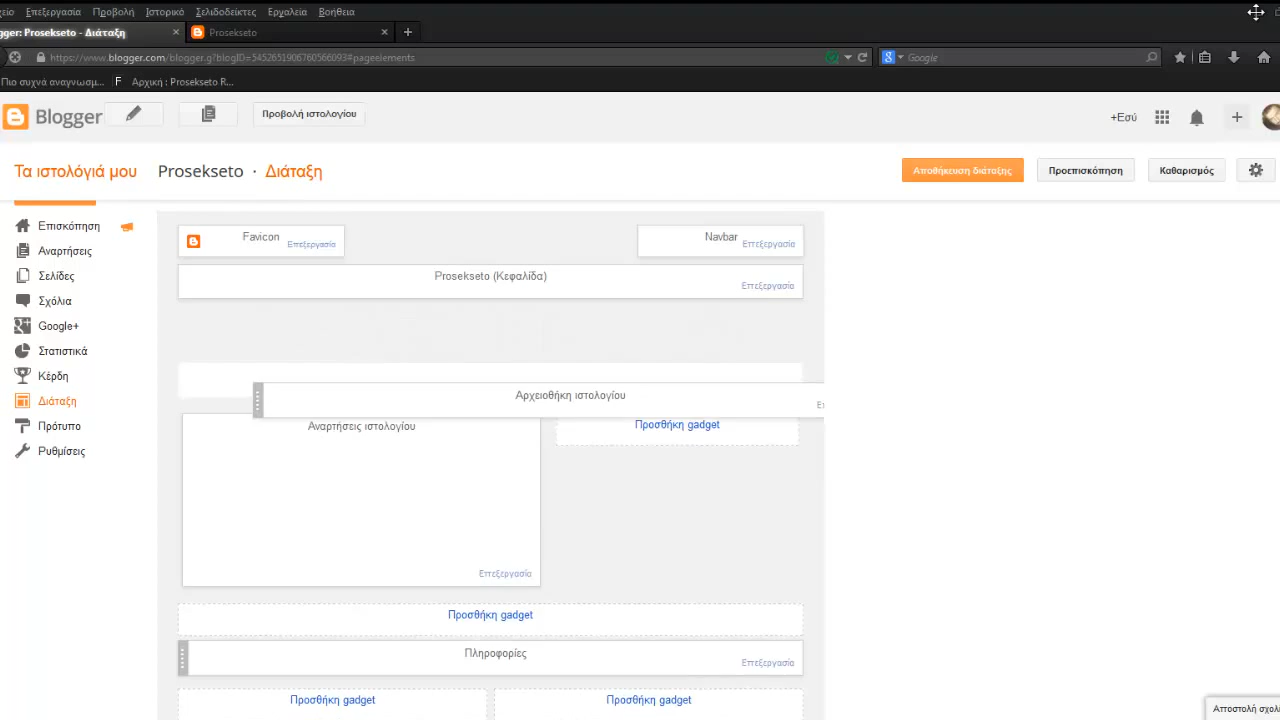 είο Επεξεργασία Προβολή Ιστορικό Σελιδοδείκτες Εργαλεία Βοήθεια
gger: Prosekseto - Διάταξη × Prosekseto × +
https://www.blogger.com/blogger.g?blogID=5452651906760566093#pageelements Google
Πιο συχνά αναγνωσμ... F Αρχική : Prosekseto R...
Blogger Προβολή ιστολογίου +Εσύ
Τα ιστολόγιά μου Prosekseto · Διάταξη Αποθήκευση διάταξης Προεπισκόπηση Καθαρισμός
Επισκόπηση
Αναρτήσεις
Σελίδες
Σχόλια
Google+
Στατιστικά
Κέρδη
Διάταξη
Πρότυπο
Ρυθμίσεις
Favicon
Επεξεργασία
Navbar
Επεξεργασία
Prosekseto (Κεφαλίδα)
Επεξεργασία
Αρχειοθήκη ιστολογίου
Επ
Αναρτήσεις ιστολογίου
Επεξεργασία
Προσθήκη gadget
Προσθήκη gadget
Πληροφορίες
Επεξεργασία
Προσθήκη gadget Προσθήκη gadget
Αποστολή σχολί